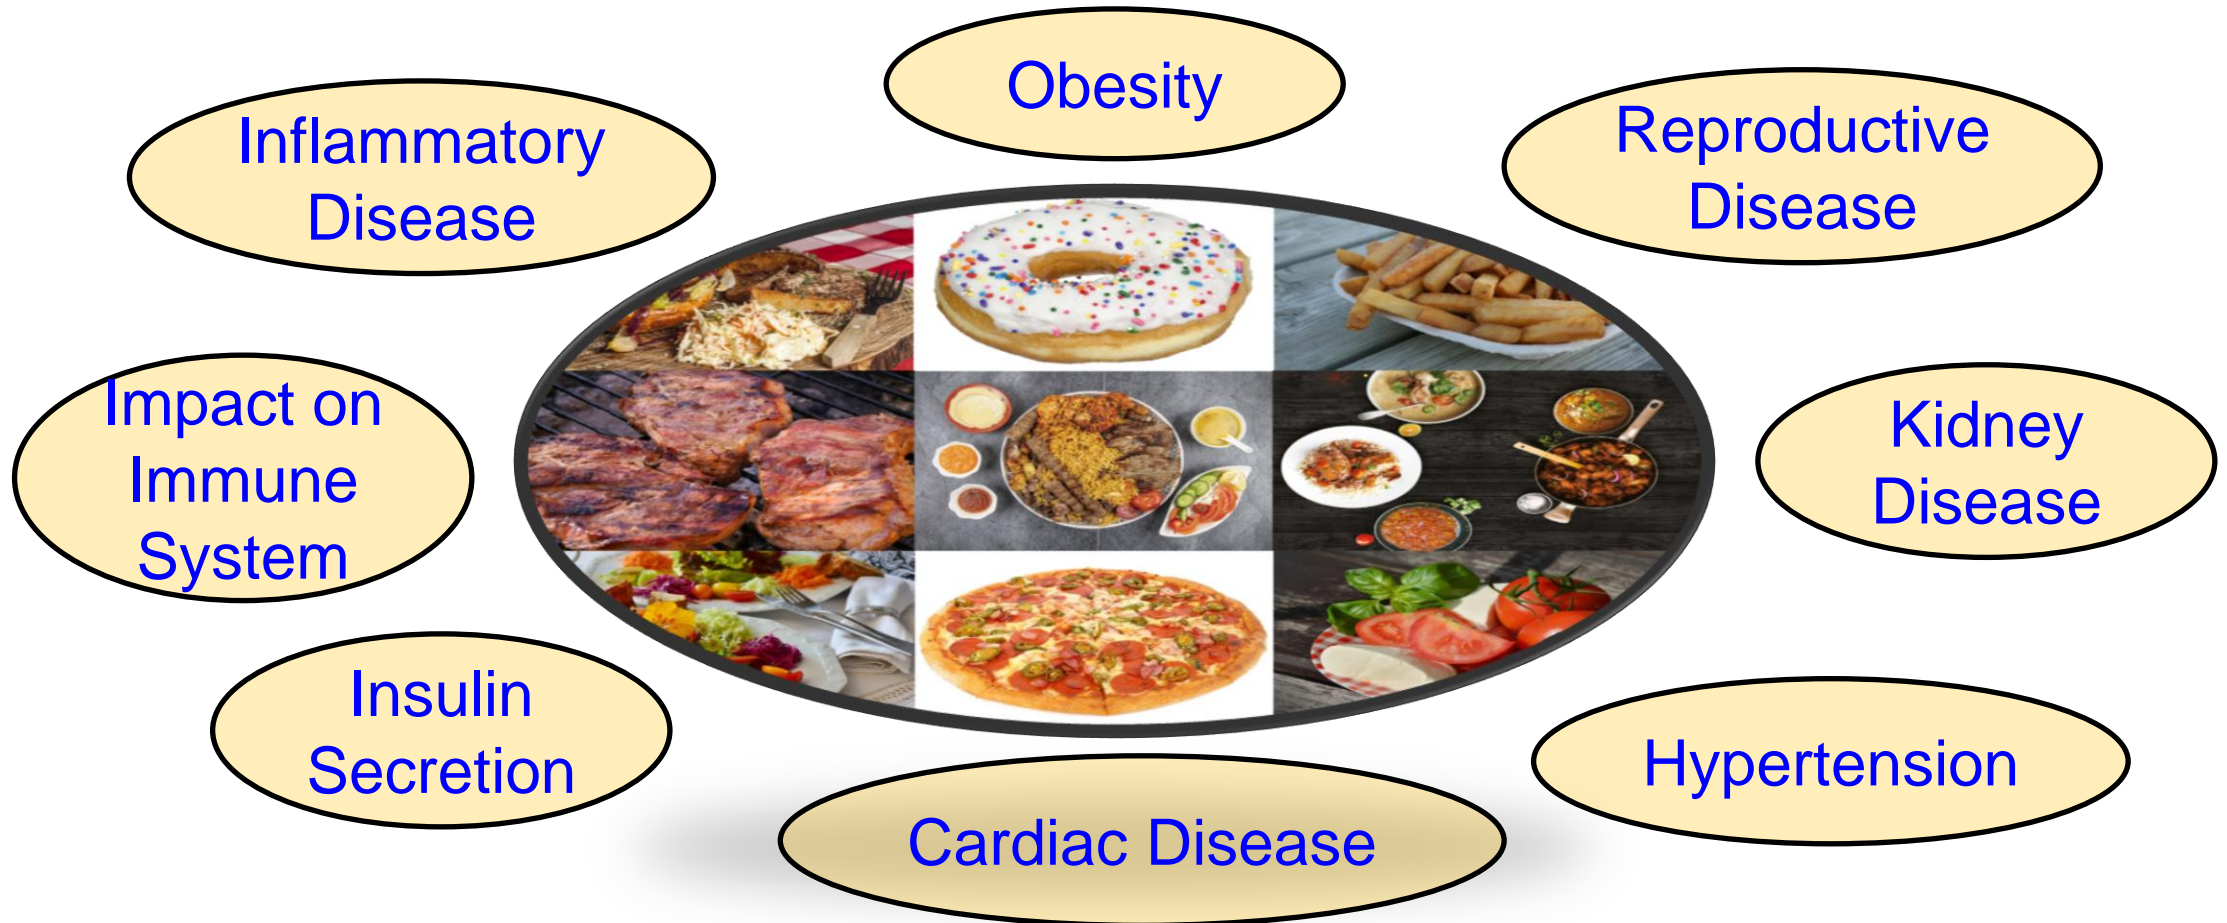 Obesity
Inflammatory
Disease
Reproductive
Disease
Impact on
Immune
System
Kidney
Disease
Insulin
Secretion
Hypertension
Cardiac Disease